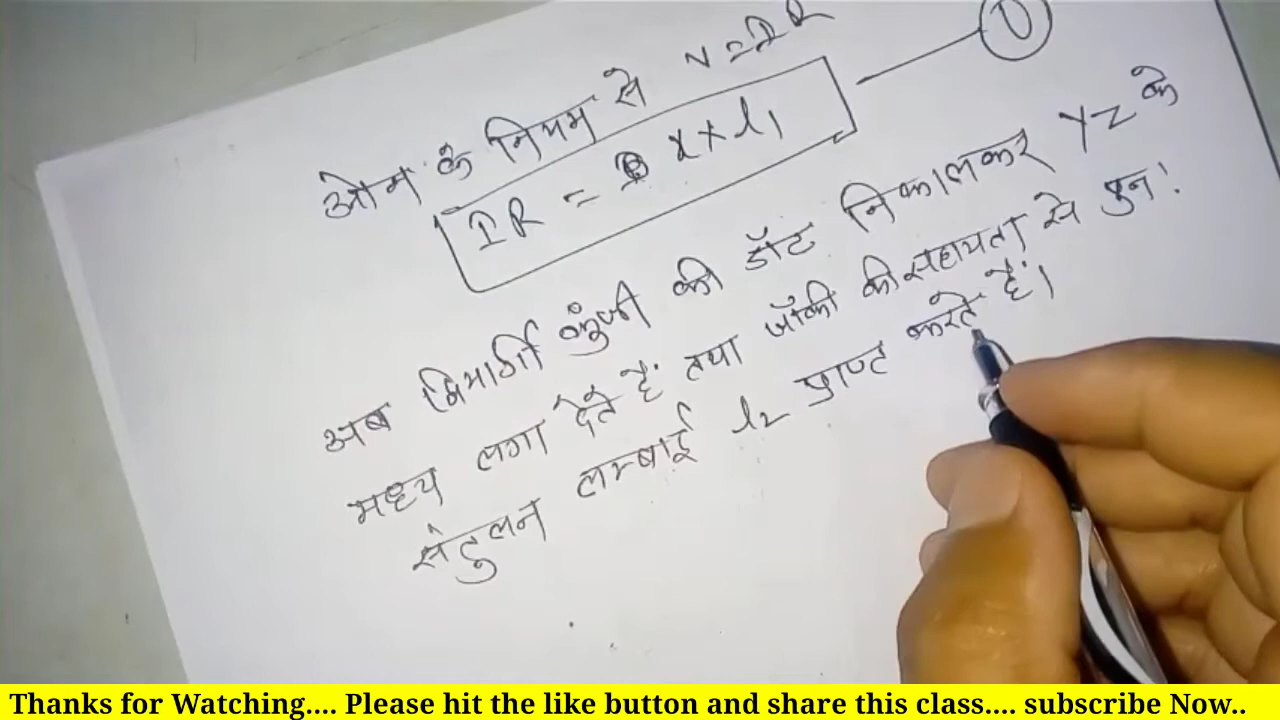 ओम के नियम से V = IR
IR = x × l₁ ——— ①
अब त्रिमार्गी कुंजी की डॉट निकालकर YZ के
मध्य लगा देते हैं तथा जॉकी की सहायता से पुनः
संतुलन लम्बाई l₂ प्राप्त करते हैं।
Thanks for Watching.... Please hit the like button and share this class.... subscribe Now..